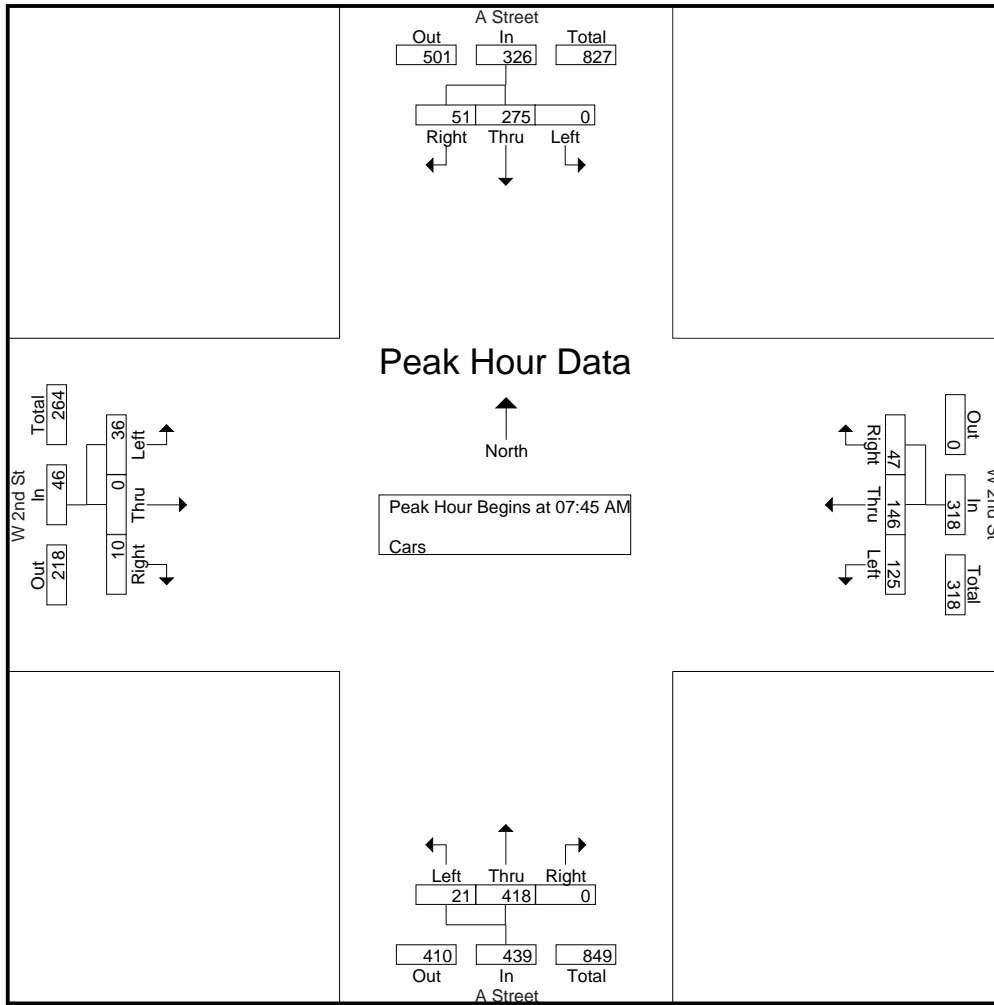 A Street
Out In Total
501 326 827
51 275 0
Right Thru Left
Peak Hour Data
North
Peak Hour Begins at 07:45 AM
Cars
W 2nd St
Total In Out
264 46 218
36 0 10
Left Thru Right
Right Thru Left
47 146 125
Out In Total
0 318 318
W 2nd St
Left Thru Right
21 418 0
410 439 849
Out In Total
A Street